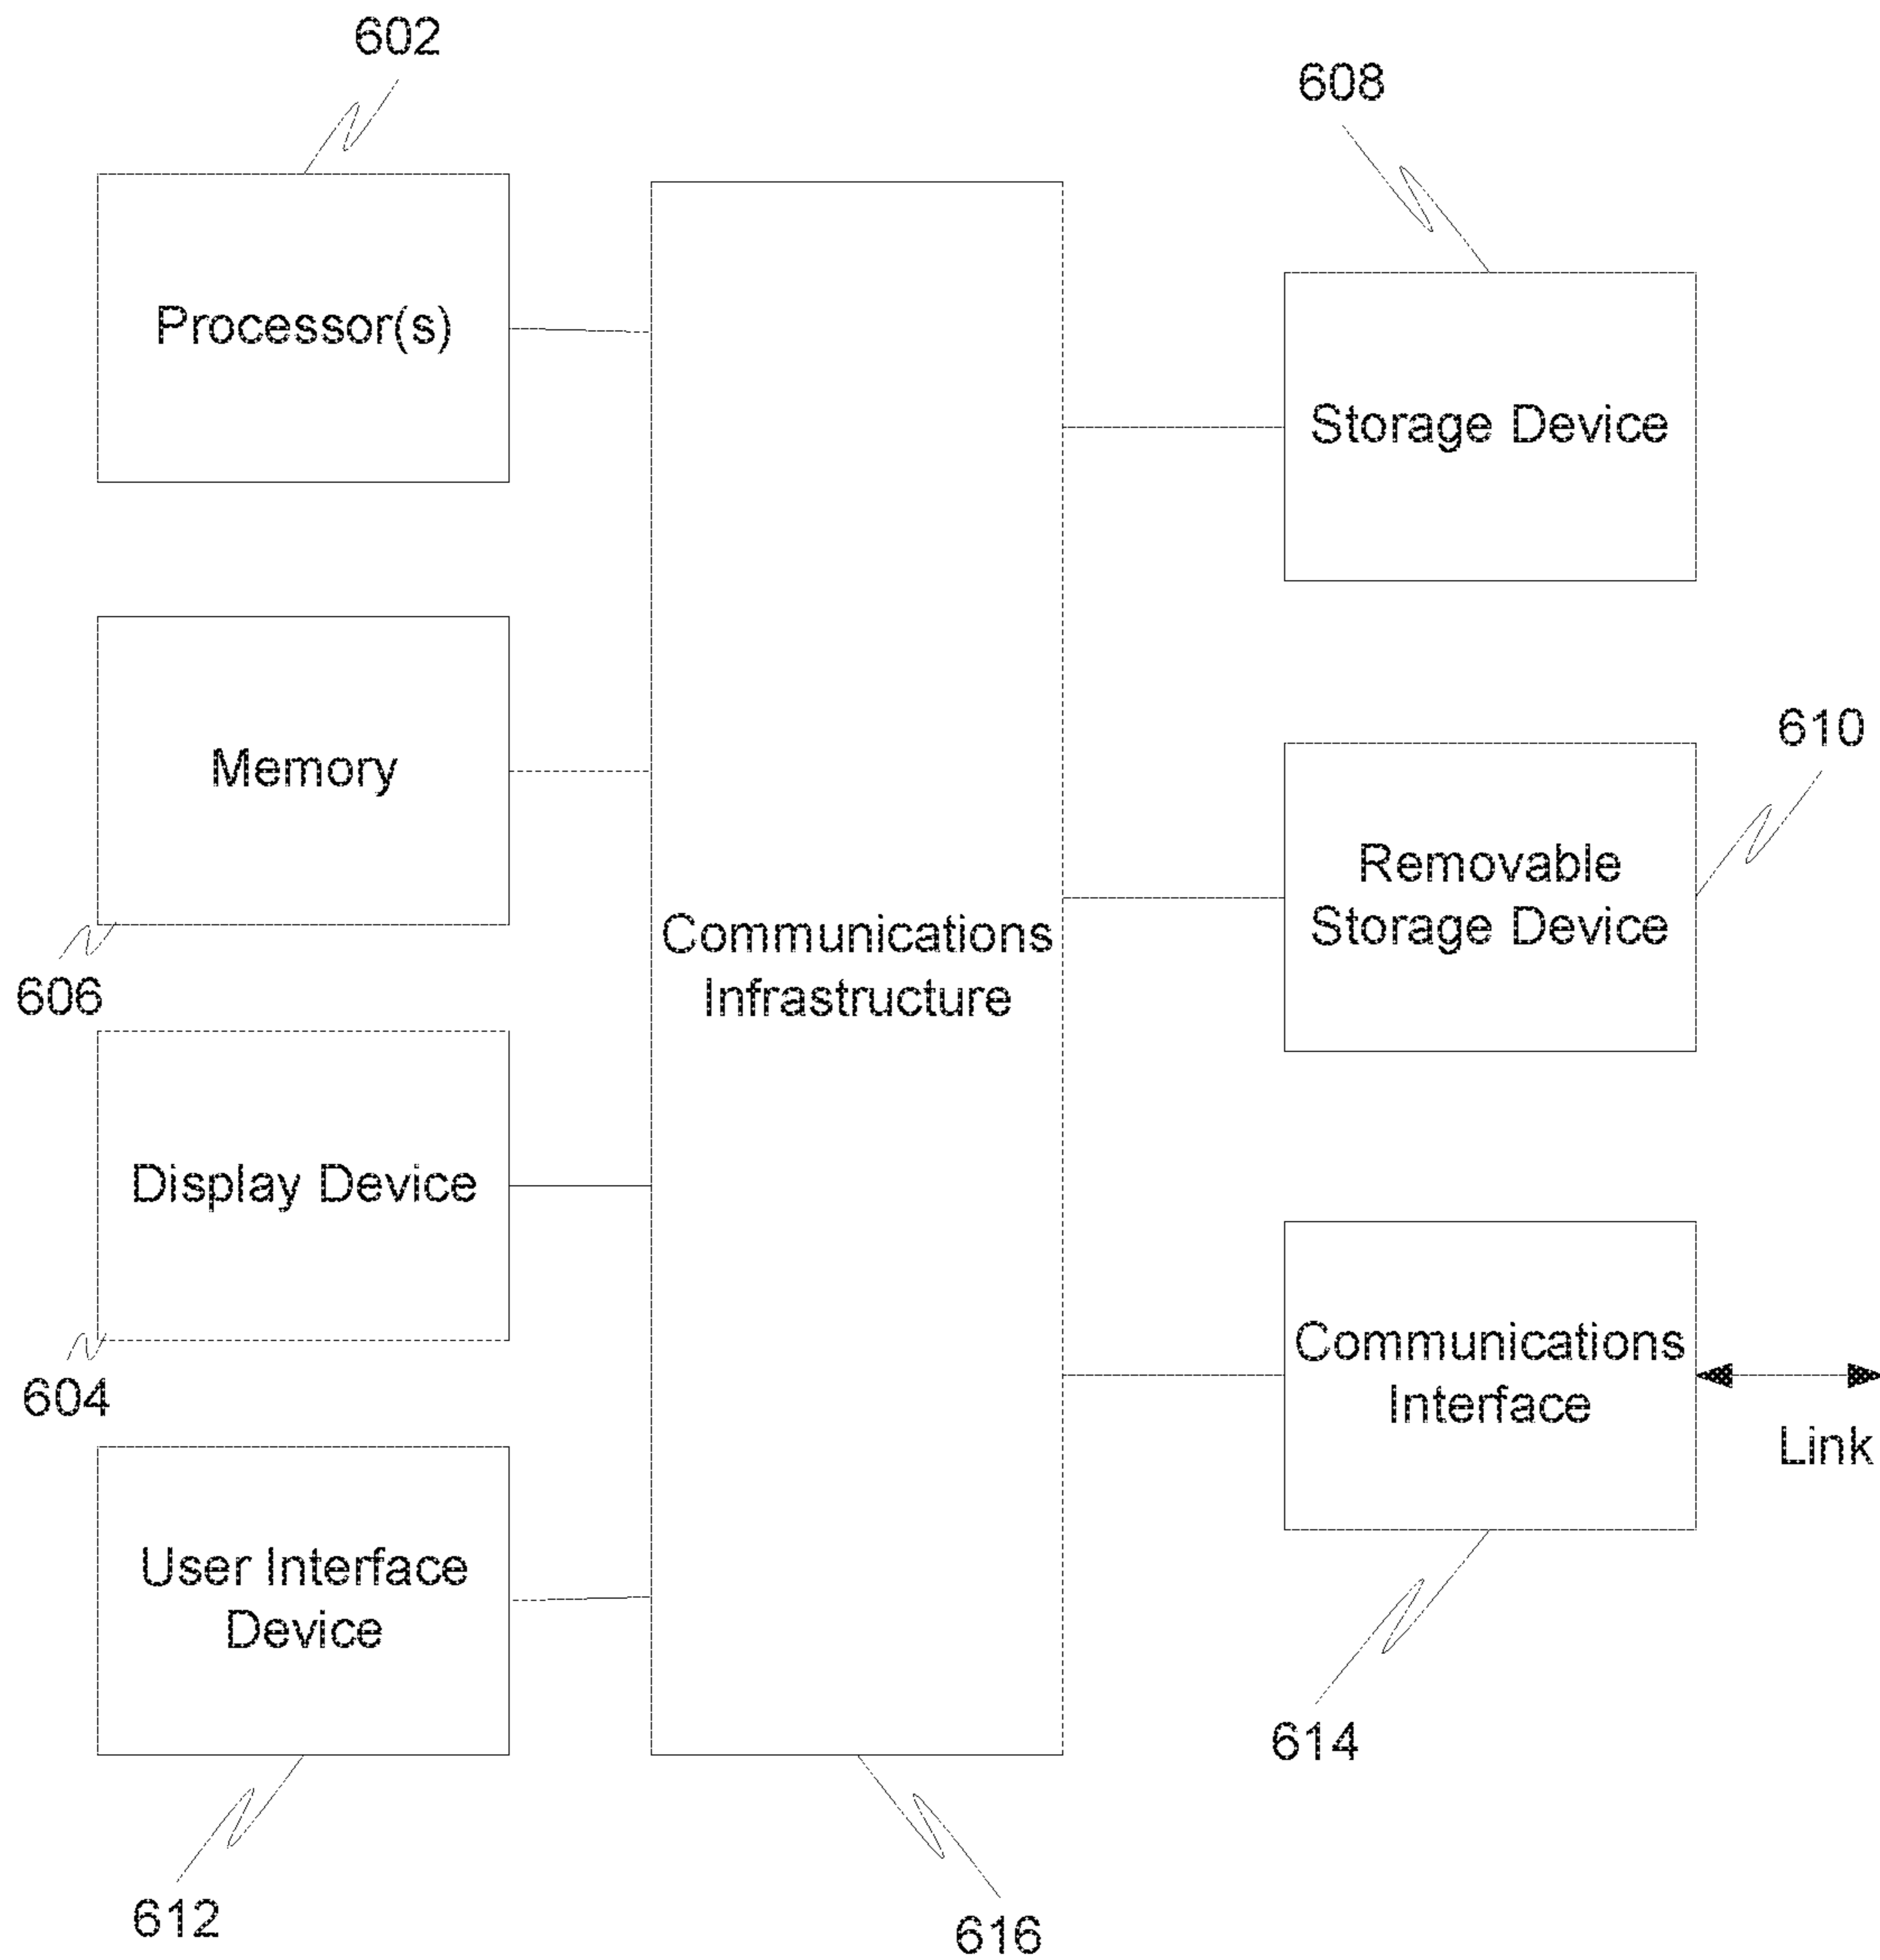 602
608
Processor(s)
Storage Device
Memory
610
Removable
Storage Device
606
Communications
Infrastructure
Display Device
604
Communications
Interface
Link
User Interface
Device
614
612
616